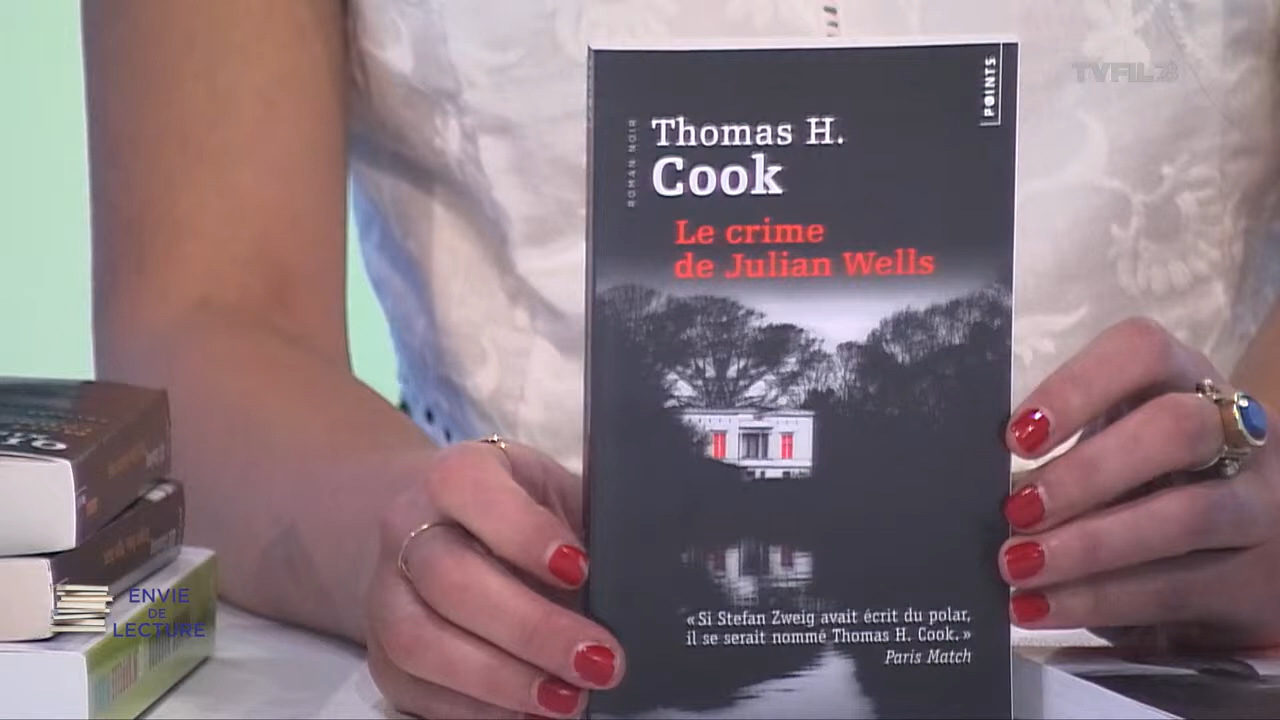 TVFIL78
POINTS
ROMAN NOIR
Thomas H.
Cook
Le crime
de Julian Wells
« Si Stefan Zweig avait écrit du polar,
il se serait nommé Thomas H. Cook. »
Paris Match
ENVIE
DE
LECTURE